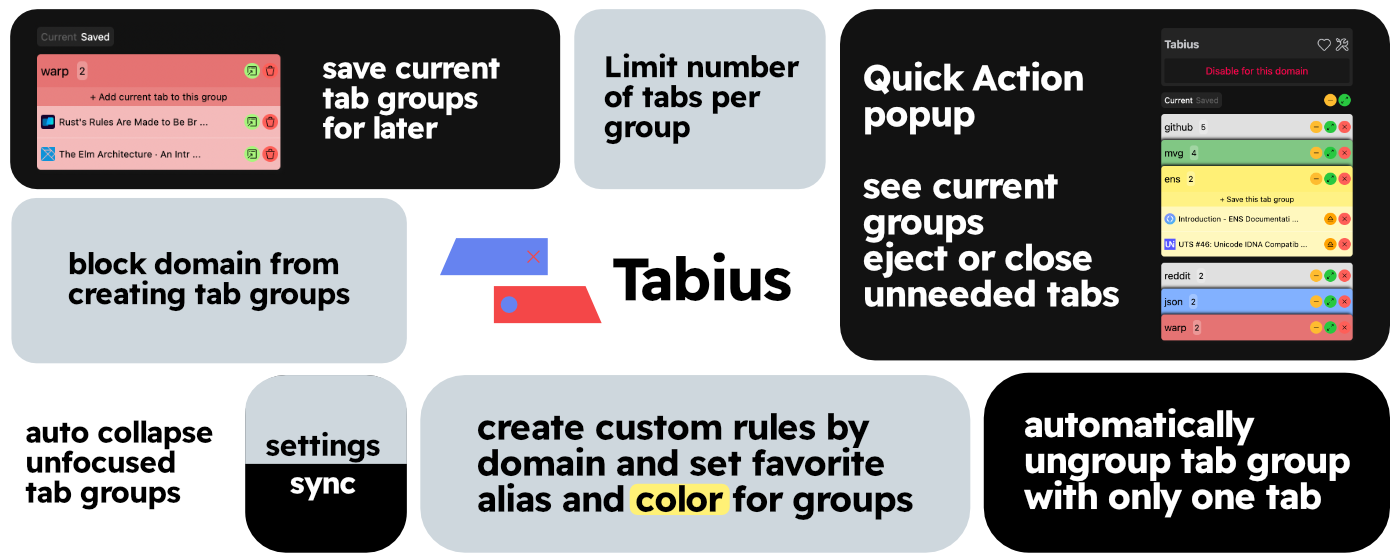 Current Saved
warp 2
+ Add current tab to this group
Rust's Rules Are Made to Be Br ...
The Elm Architecture · An Intr ...
save current
tab groups
for later
Limit number
of tabs per
group
Quick Action
popup
see current
groups
eject or close
unneeded tabs
Tabius
Disable for this domain
Current Saved
github 5
mvg 4
ens 2
+ Save this tab group
Introduction - ENS Documentati ...
UTS #46: Unicode IDNA Compatib ...
reddit 2
json 2
warp 2
block domain from
creating tab groups
Tabius
auto collapse
unfocused
tab groups
settings
sync
create custom rules by
domain and set favorite
alias and color for groups
automatically
ungroup tab group
with only one tab